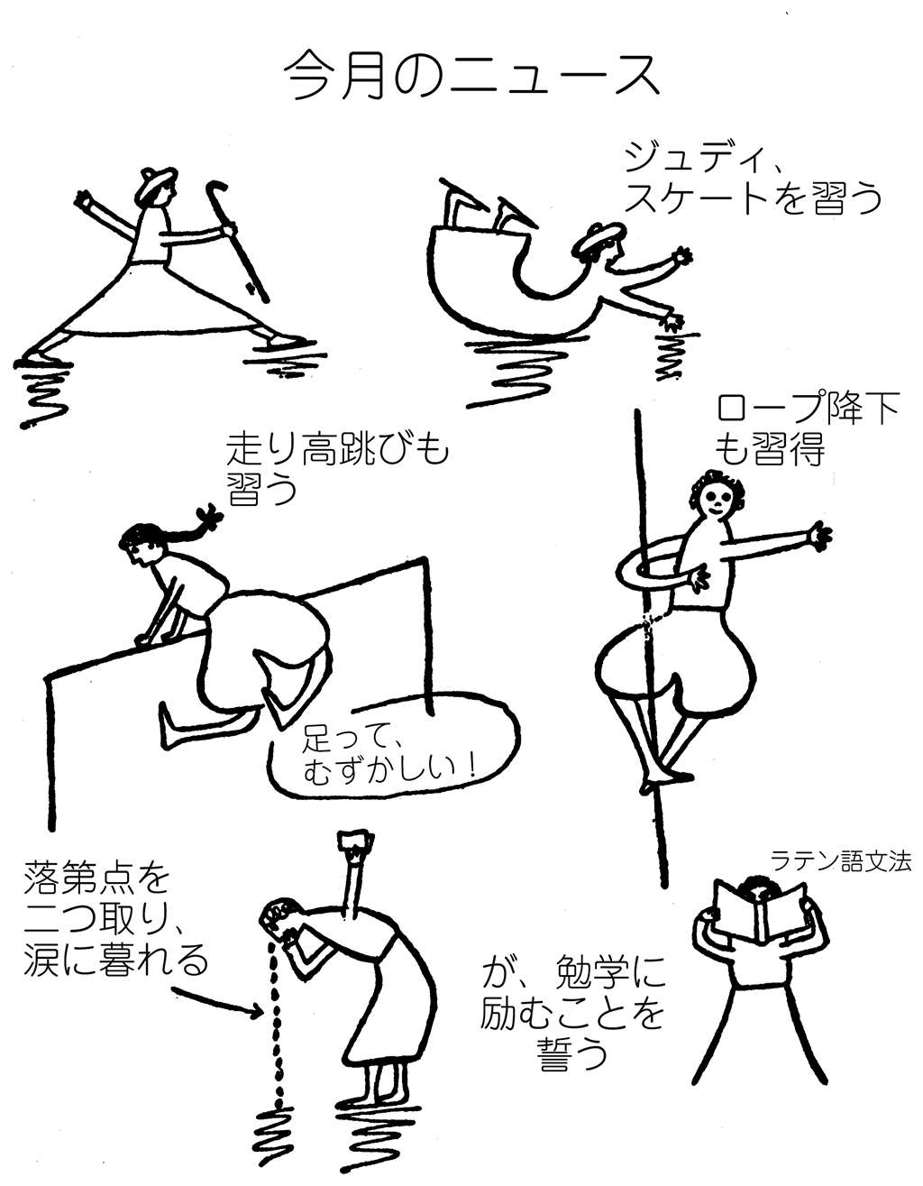 今月のニュース
ジュディ、
スケートを習う
走り高跳びも
習う
ロープ降下
も習得
足って、
むずかしい！
落第点を
二つ取り、
涙に暮れる
が、勉学に
励むことを
誓う
ラテン語文法